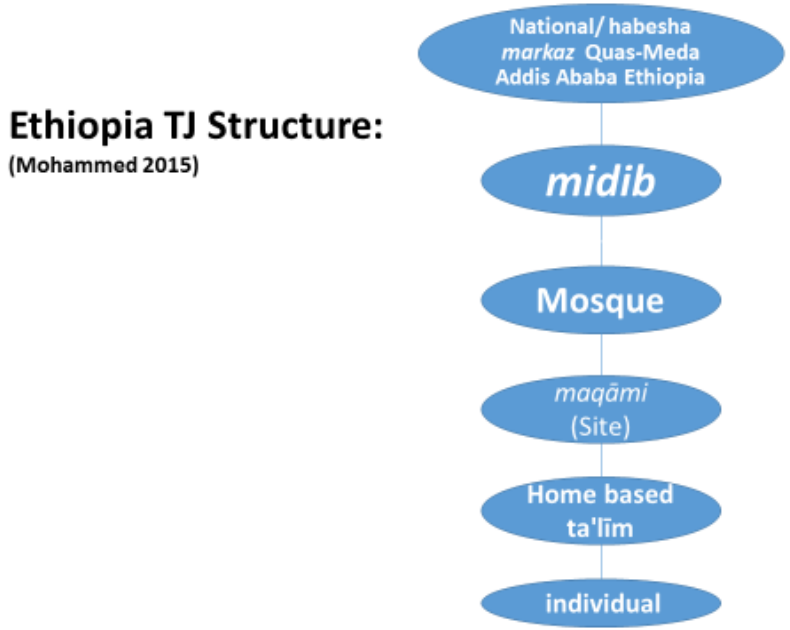 Ethiopia TJ Structure:
(Mohammed 2015)
National/ habesha
markaz Quas-Meda
Addis Ababa Ethiopia
midib
Mosque
maqāmi
(Site)
Home based
ta'līm
individual